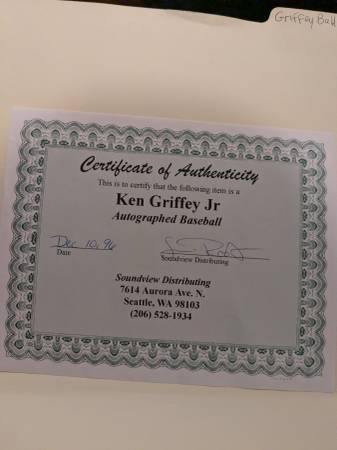 Griffey Ball
Certificate of Authenticity
This is to certify that the following item is a
Ken Griffey Jr
Autographed Baseball
Dec 10, 96
Date
Soundview Distributing
Soundview Distributing
7614 Aurora Ave. N.
Seattle, WA 98103
(206) 528-1934